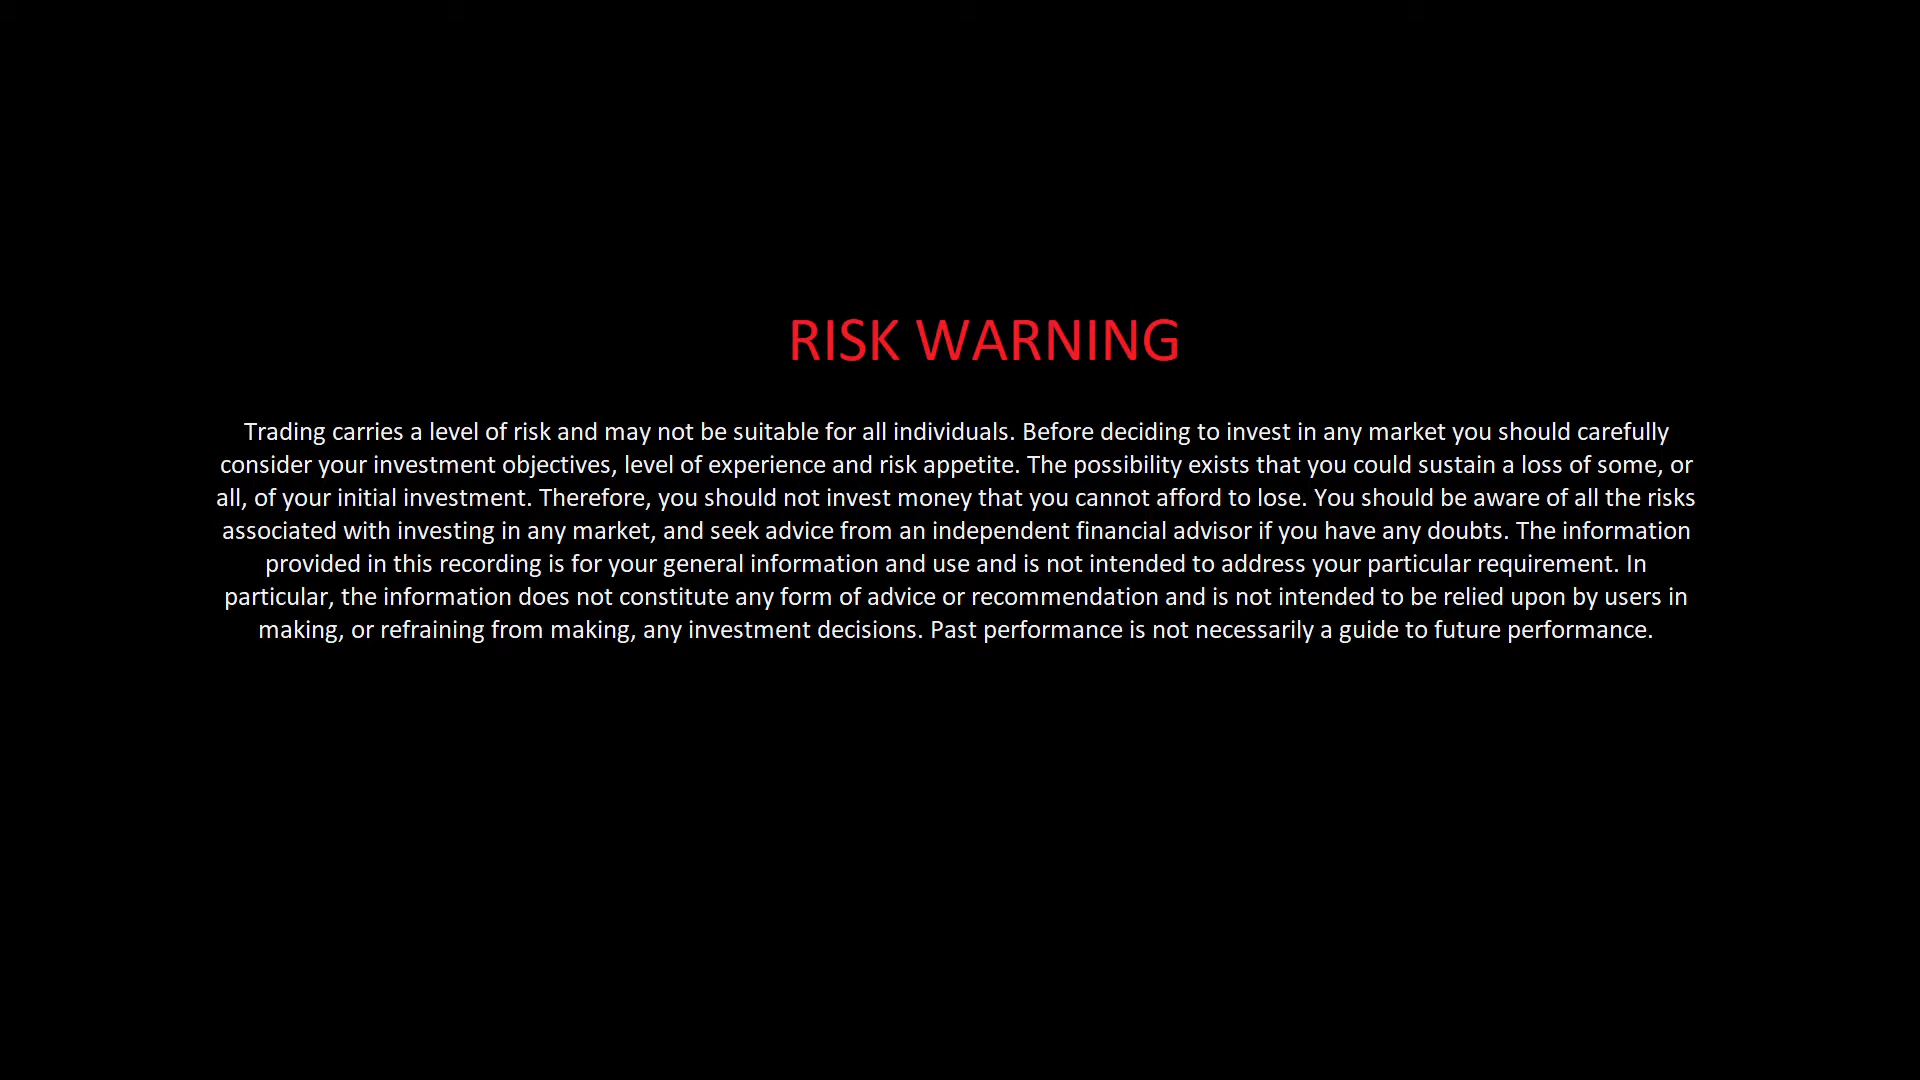 RISK WARNING
Trading carries a level of risk and may not be suitable for all individuals. Before deciding to invest in any market you should carefully
consider your investment objectives, level of experience and risk appetite. The possibility exists that you could sustain a loss of some, or
all, of your initial investment. Therefore, you should not invest money that you cannot afford to lose. You should be aware of all the risks
associated with investing in any market, and seek advice from an independent financial advisor if you have any doubts. The information
provided in this recording is for your general information and use and is not intended to address your particular requirement. In
particular, the information does not constitute any form of advice or recommendation and is not intended to be relied upon by users in
making, or refraining from making, any investment decisions. Past performance is not necessarily a guide to future performance.